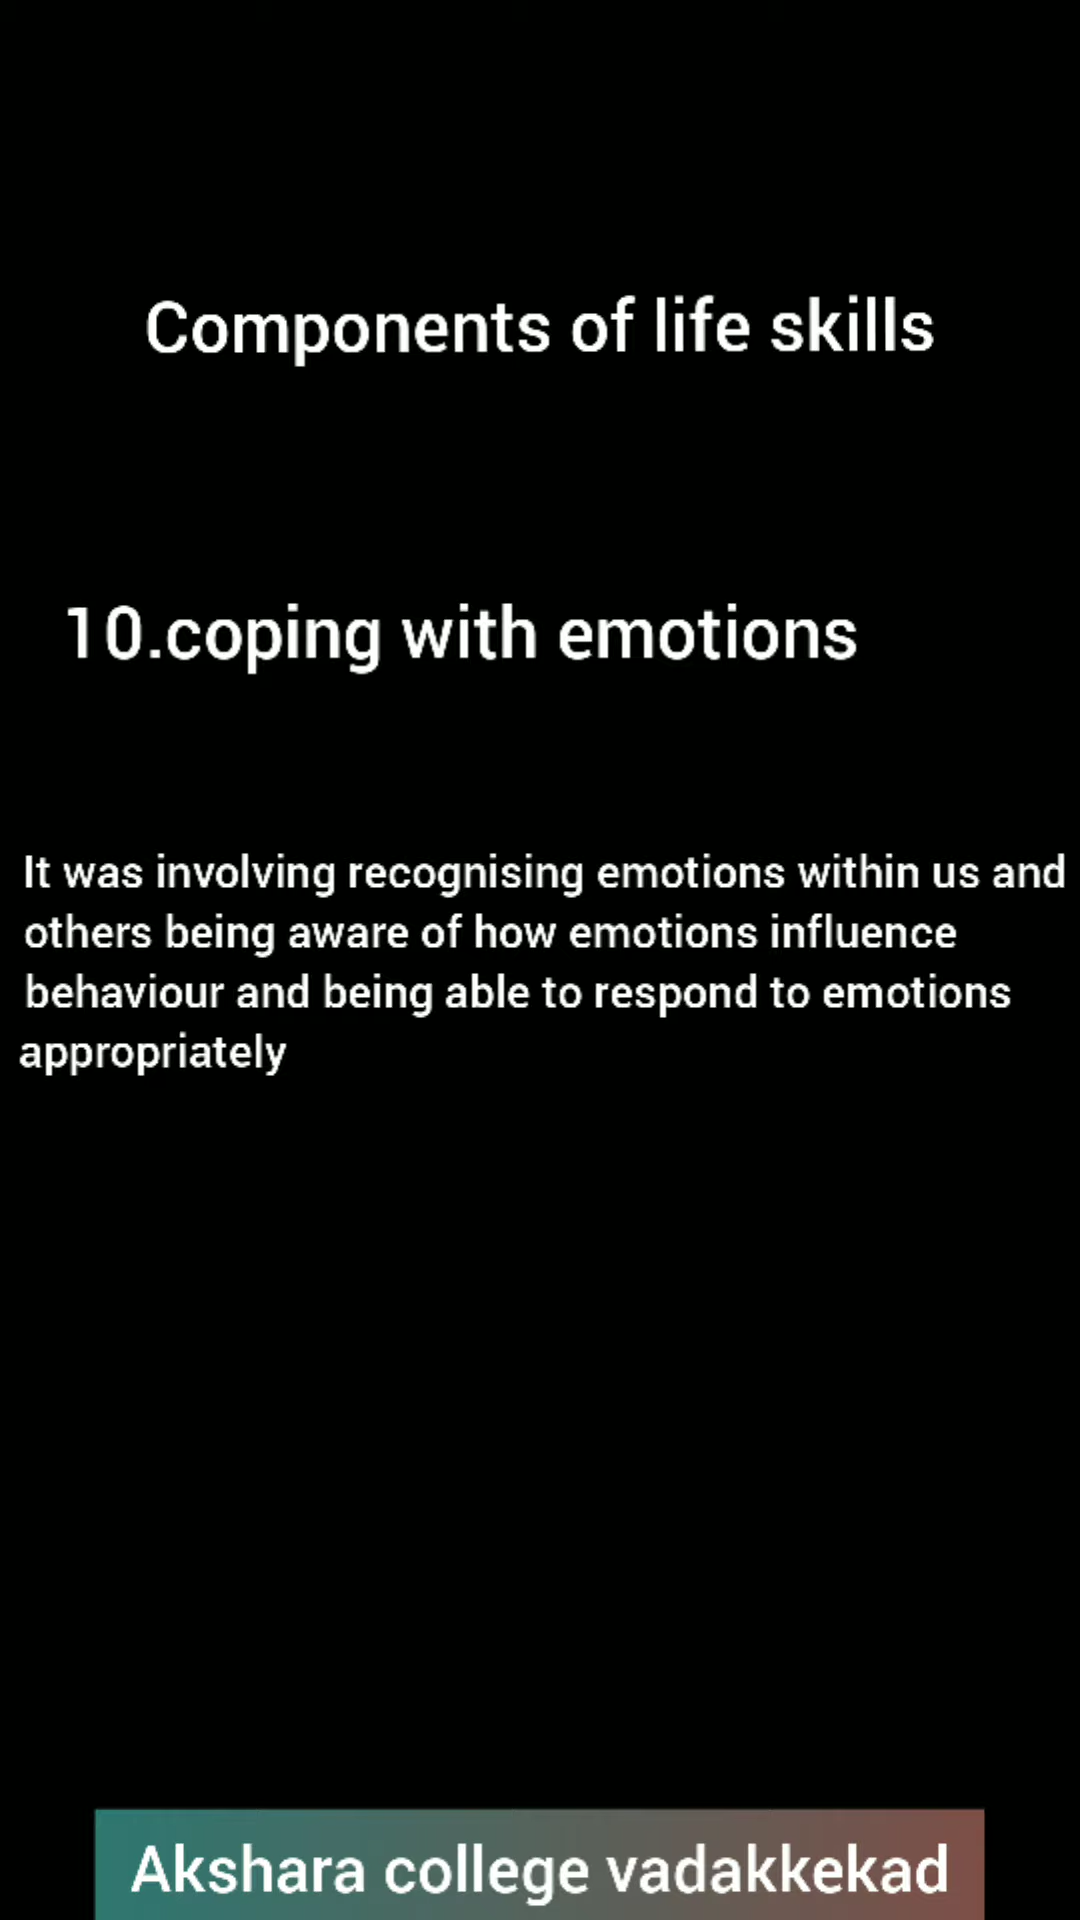 Components of life skills
10.coping with emotions
It was involving recognising emotions within us and
others being aware of how emotions influence
behaviour and being able to respond to emotions
appropriately
Akshara college vadakkekad